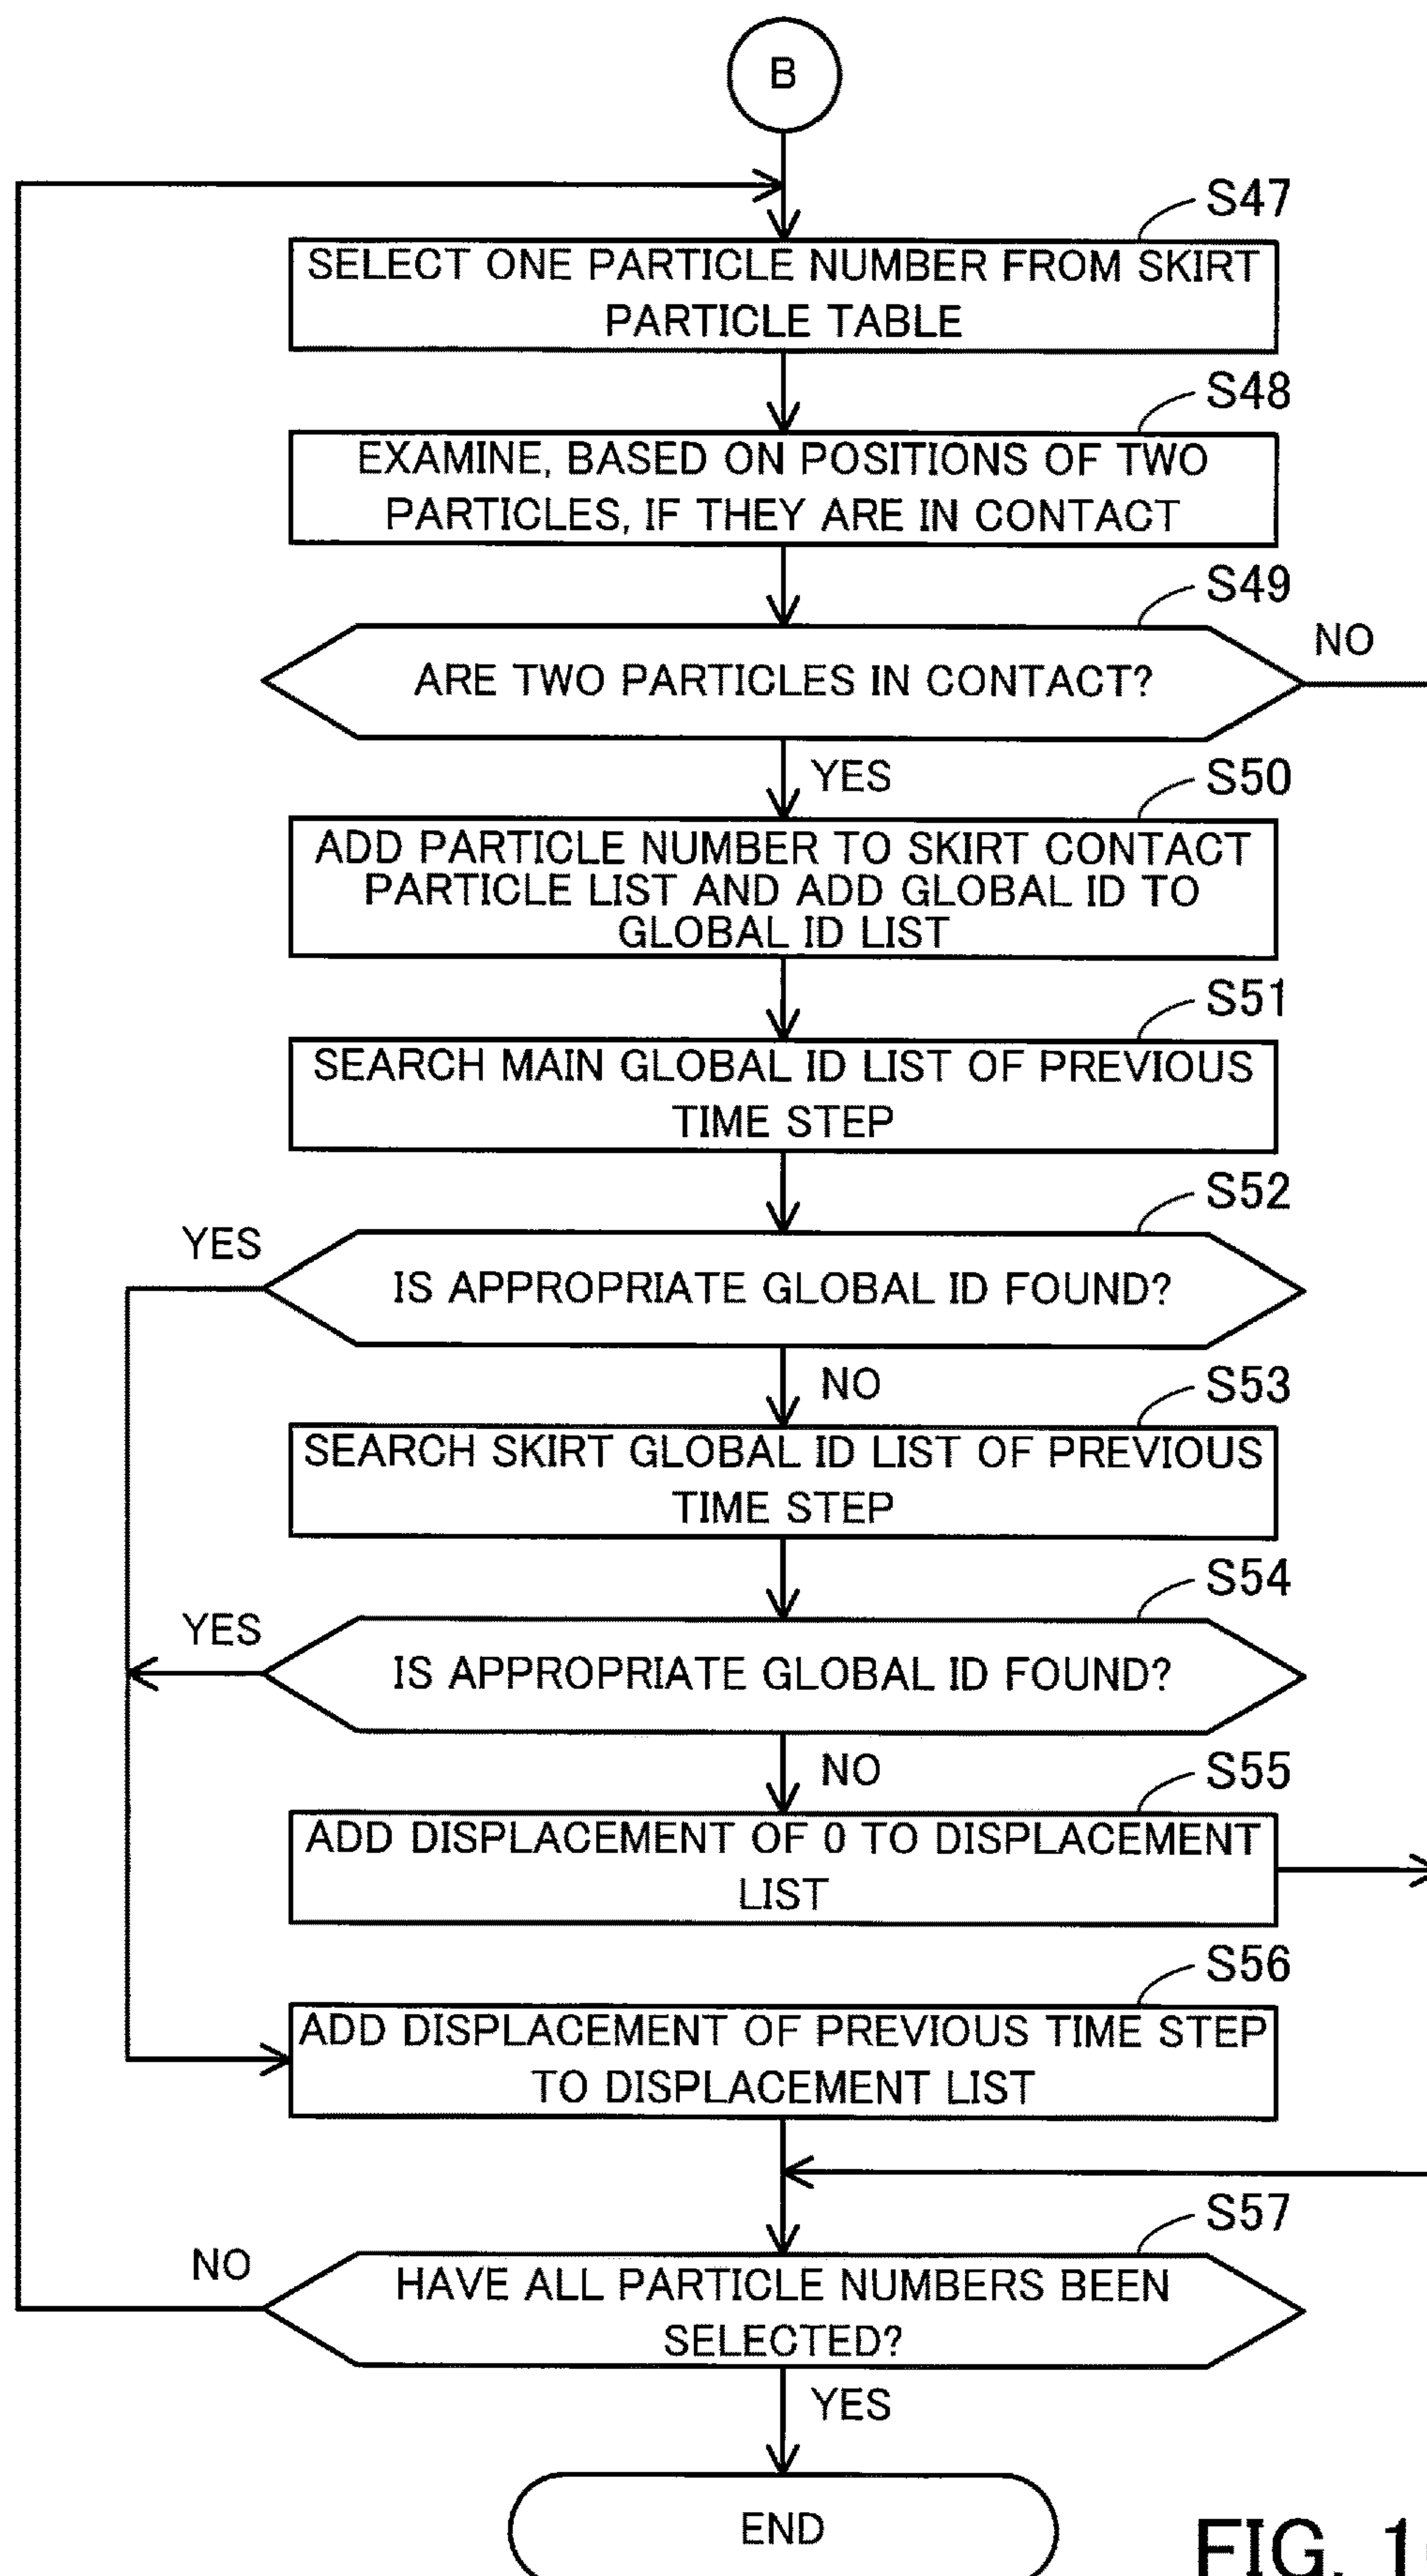 B
S47
SELECT ONE PARTICLE NUMBER FROM SKIRT
PARTICLE TABLE
S48
EXAMINE, BASED ON POSITIONS OF TWO
PARTICLES, IF THEY ARE IN CONTACT
S49
NO
ARE TWO PARTICLES IN CONTACT?
YES
S50
ADD PARTICLE NUMBER TO SKIRT CONTACT
PARTICLE LIST AND ADD GLOBAL ID TO
GLOBAL ID LIST
S51
SEARCH MAIN GLOBAL ID LIST OF PREVIOUS
TIME STEP
S52
YES
IS APPROPRIATE GLOBAL ID FOUND?
NO
S53
SEARCH SKIRT GLOBAL ID LIST OF PREVIOUS
TIME STEP
S54
YES
IS APPROPRIATE GLOBAL ID FOUND?
NO
S55
ADD DISPLACEMENT OF 0 TO DISPLACEMENT
LIST
S56
ADD DISPLACEMENT OF PREVIOUS TIME STEP
TO DISPLACEMENT LIST
S57
NO
HAVE ALL PARTICLE NUMBERS BEEN
SELECTED?
YES
END
FIG.